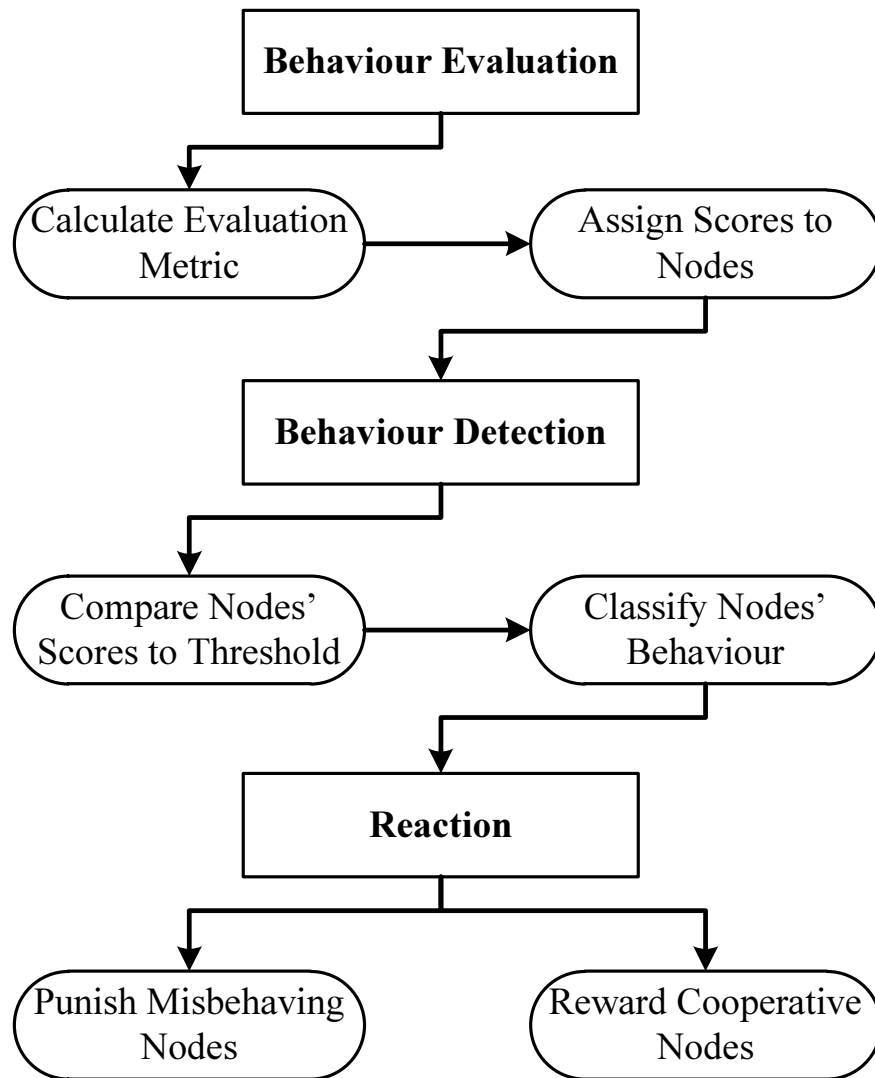 Behaviour Evaluation
Calculate Evaluation
Metric
Assign Scores to
Nodes
Behaviour Detection
Compare Nodes’
Scores to Threshold
Classify Nodes’
Behaviour
Reaction
Punish Misbehaving
Nodes
Reward Cooperative
Nodes